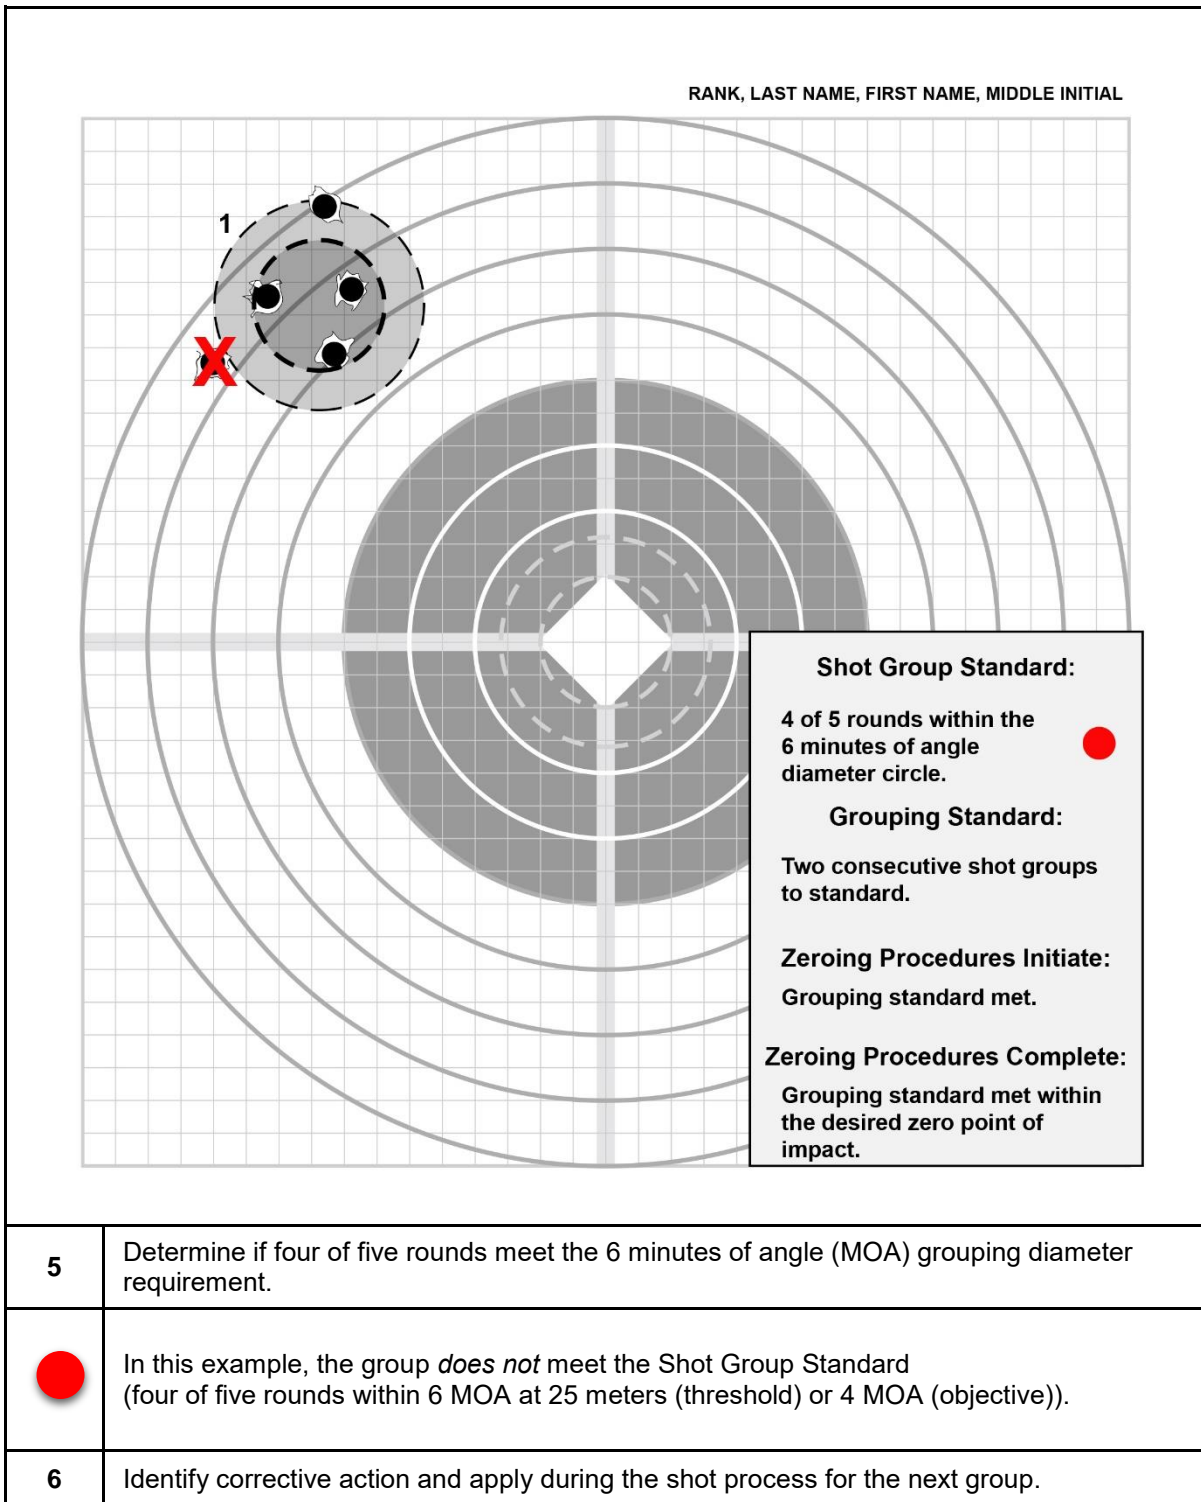 RANK, LAST NAME, FIRST NAME, MIDDLE INITIAL
1
X
Shot Group Standard:
4 of 5 rounds within the
6 minutes of angle
diameter circle.
Grouping Standard:
Two consecutive shot groups
to standard.
Zeroing Procedures Initiate:
Grouping standard met.
Zeroing Procedures Complete:
Grouping standard met within
the desired zero point of
impact.
5
Determine if four of five rounds meet the 6 minutes of angle (MOA) grouping diameter
requirement.
In this example, the group does not meet the Shot Group Standard
(four of five rounds within 6 MOA at 25 meters (threshold) or 4 MOA (objective)).
6
Identify corrective action and apply during the shot process for the next group.